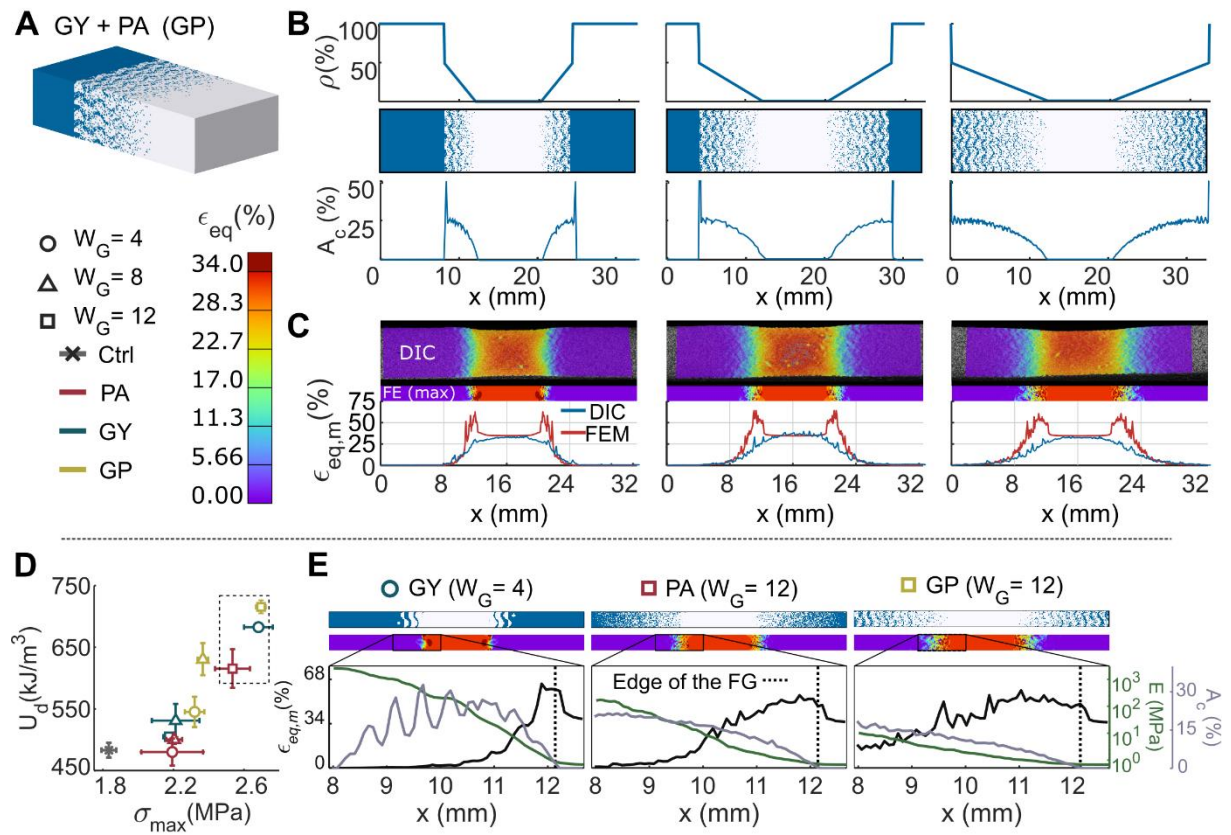 A GY + PA (GP)
W_G= 4
W_G= 8
W_G= 12
Ctrl
PA
GY
GP
ϵ_eq(%)
34.0
28.3
22.7
17.0
11.3
5.66
0.00
B
ρ(%)
100
50
A_c (%)
50
25
0
0 10 20 30
0 10 20 30
0 10 20 30
x (mm)
x (mm)
x (mm)
C
DIC
FE (max)
ϵ_eq,m (%)
75
50
25
0
DIC
FEM
0 8 16 24 32
0 8 16 24 32
0 8 16 24 32
x (mm)
x (mm)
x (mm)
D
U_d(kJ/m³)
750
650
550
450
1.8 2.2 2.6
σ_max(MPa)
E
GY (W_G= 4)
PA (W_G= 12)
GP (W_G= 12)
ϵ_eq,m(%)
68
34
0
Edge of the FG
8 9 10 11 12
8 9 10 11 12
8 9 10 11 12
x (mm)
x (mm)
x (mm)
10³
10²
10¹
10⁰
E (MPa)
30
15
0
A_c (%)